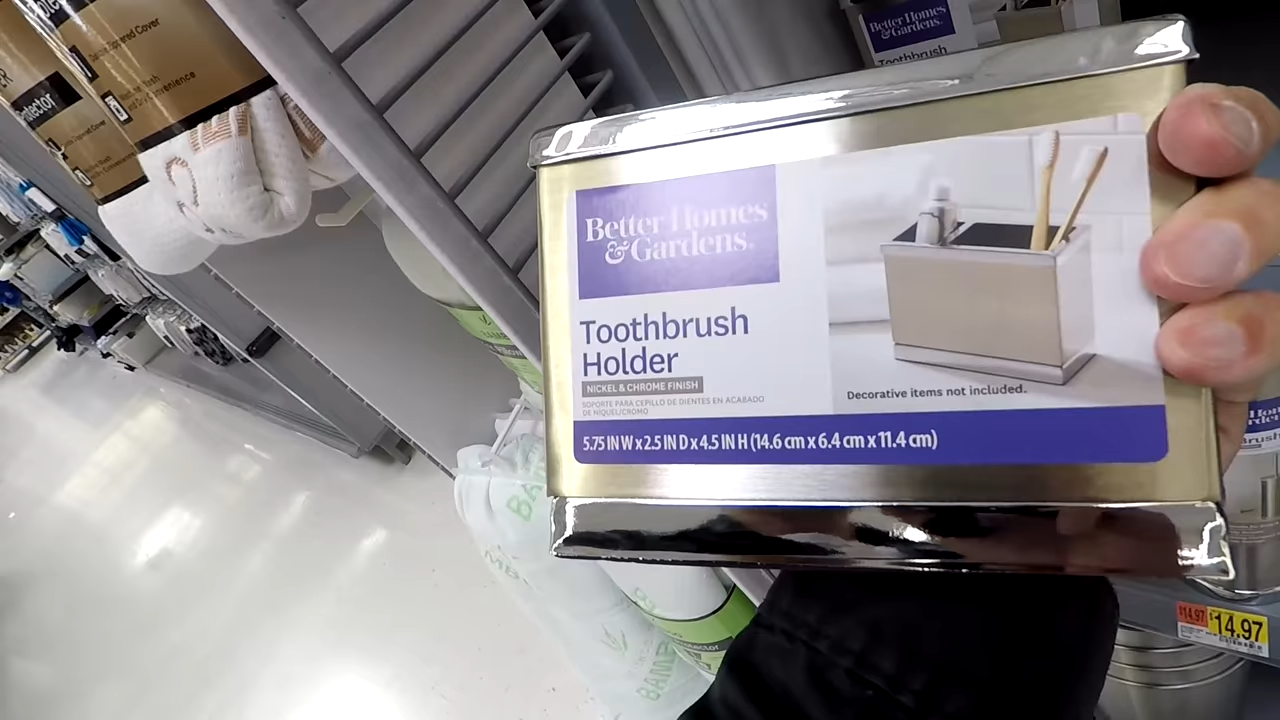 Better Homes
& Gardens
Toothbrush
Better Homes
& Gardens
Toothbrush
Holder
NICKEL & CHROME FINISH
SOPORTE PARA CEPILLO DE DIENTES EN ACABADO
DE NÍQUEL/CROMO
Decorative items not included.
5.75 IN W x 2.5 IN D x 4.5 IN H (14.6 cm x 6.4 cm x 11.4 cm)
$14.97
$14.97